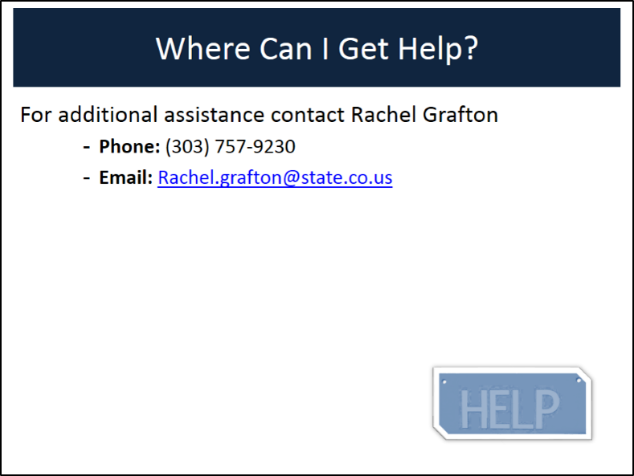 Where Can I Get Help?
For additional assistance contact Rachel Grafton
- Phone: (303) 757-9230
- Email: Rachel.grafton@state.co.us
HELP